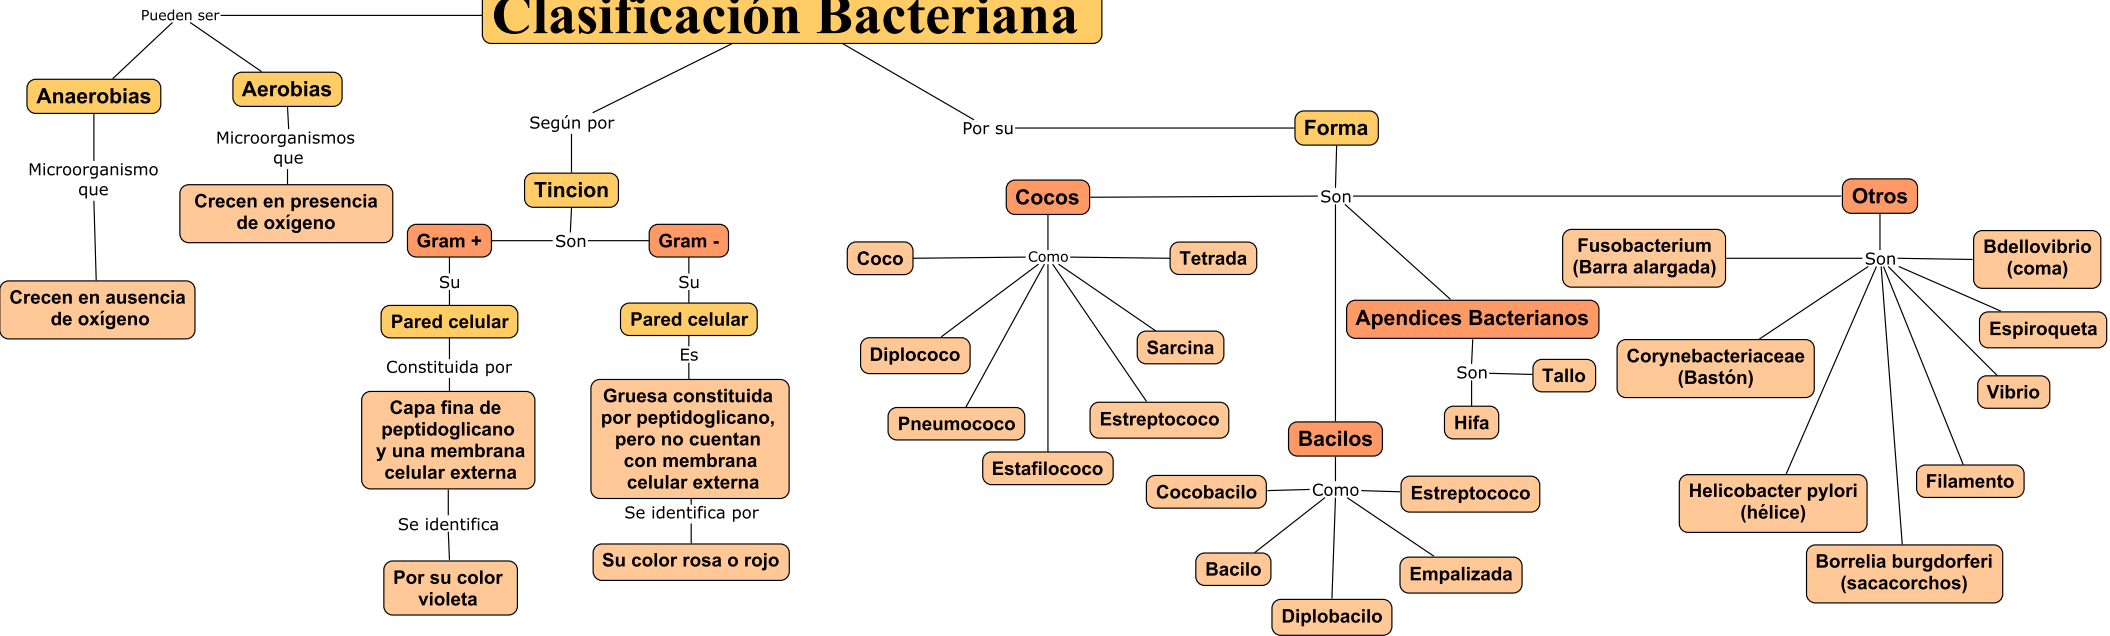 Clasificación Bacteriana
Pueden ser
Anaerobias
Microorganismo
que
Crecen en ausencia
de oxígeno
Aerobias
Microorganismos
que
Crecen en presencia
de oxígeno
Según por
Tincion
Son
Gram +
Su
Pared celular
Constituida por
Capa fina de
peptidoglicano
y una membrana
celular externa
Se identifica
Por su color
violeta
Gram -
Su
Pared celular
Es
Gruesa constituida
por peptidoglicano,
pero no cuentan
con membrana
celular externa
Se identifica por
Su color rosa o rojo
Por su
Forma
Son
Cocos
Como
Coco
Tetrada
Diplococo
Sarcina
Pneumococo
Estreptococo
Estafilococo
Apendices Bacterianos
Son
Tallo
Hifa
Bacilos
Como
Cocobacilo
Estreptococo
Bacilo
Empalizada
Diplobacilo
Otros
Son
Fusobacterium
(Barra alargada)
Bdellovibrio
(coma)
Espiroqueta
Corynebacteriaceae
(Bastón)
Vibrio
Helicobacter pylori
(hélice)
Filamento
Borrelia burgdorferi
(sacacorchos)